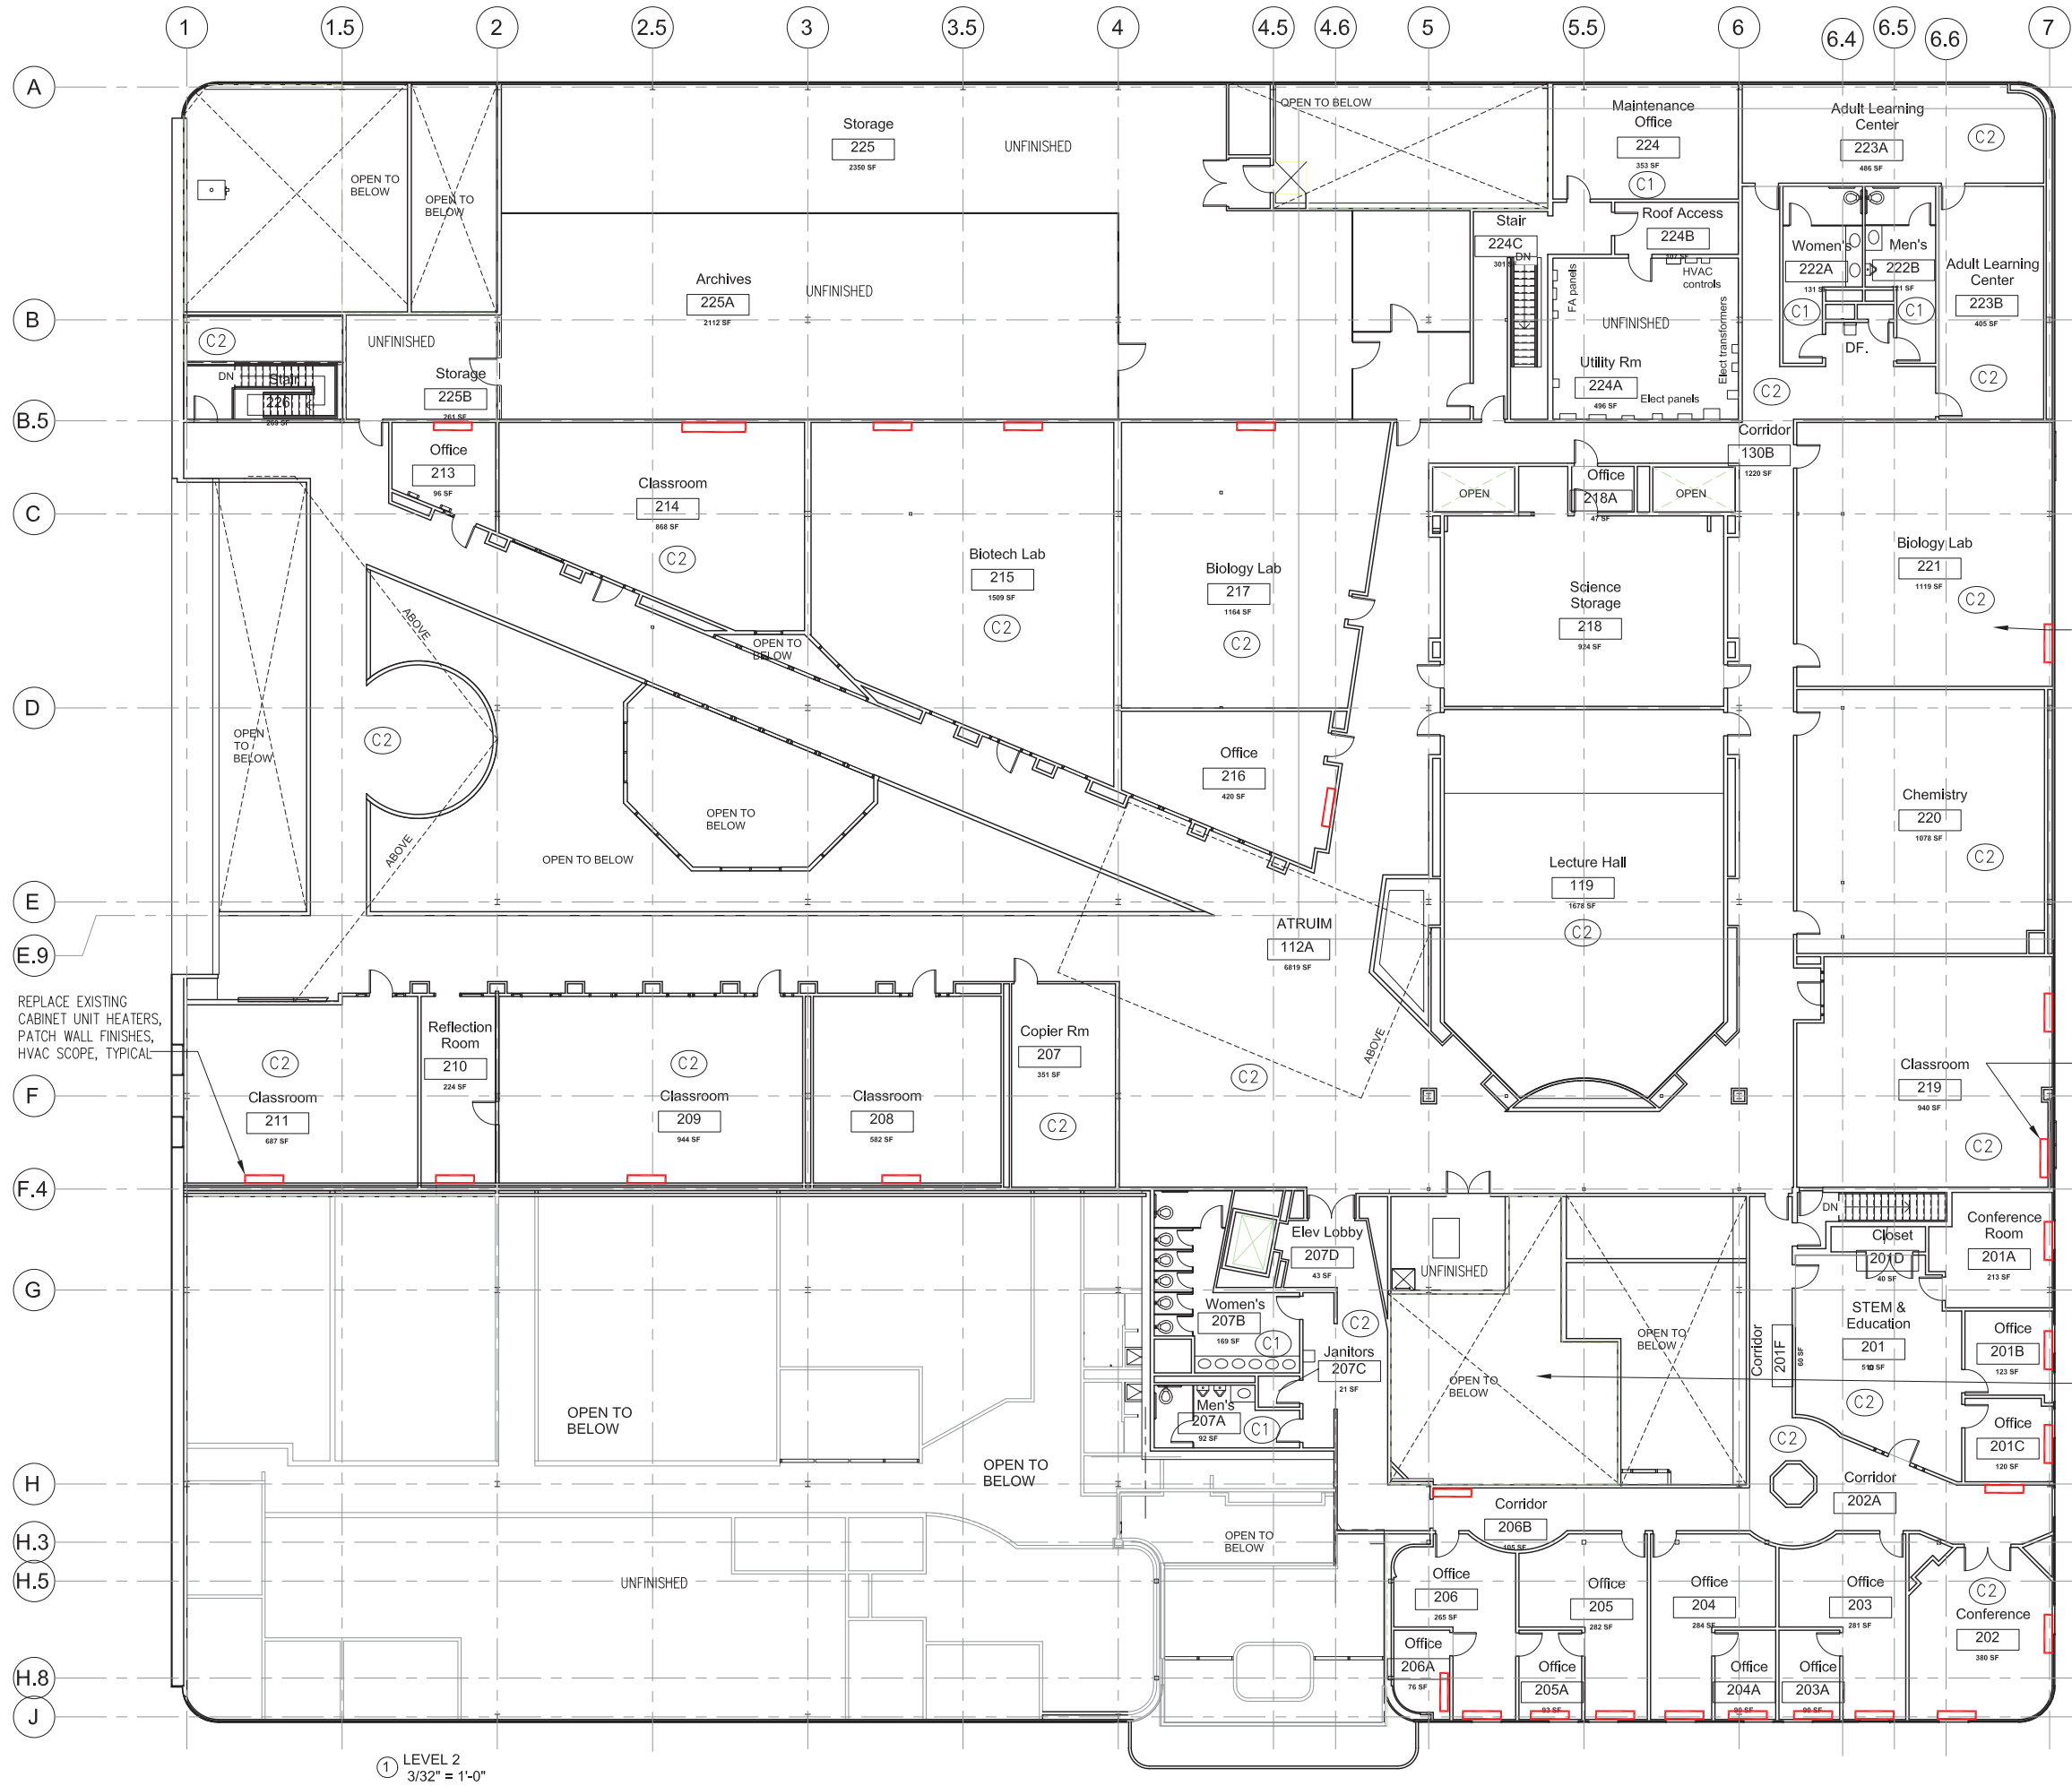 1
1.5
2
2.5
3
3.5
4
4.5
4.6
5
5.5
6
6.4
6.5
6.6
7
A
B
B.5
C
D
E
E.9
F
F.4
G
H
H.3
H.5
H.8
J
OPEN TO
BELOW
OPEN TO
BELOW
Storage
225
2350 SF
UNFINISHED
OPEN TO BELOW
Maintenance
Office
224
353 SF
C1
Adult Learning
Center
223A
486 SF
C2
Archives
225A
2112 SF
UNFINISHED
Stair
224C
DN
Roof Access
224B
HVAC
controls
FA panels
UNFINISHED
Elect transformers
Utility Rm
224A
496 SF
Elect panels
Women's
222A
C1
Men's
222B
C1
DF.
C2
Adult Learning
Center
223B
405 SF
C2
C2
UNFINISHED
DN
Stair
226
Storage
225B
261 SF
Office
213
96 SF
Classroom
214
868 SF
C2
Biotech Lab
215
1509 SF
C2
Biology Lab
217
1164 SF
C2
OPEN
Office
218A
47 SF
OPEN
Corridor
130B
1220 SF
Science
Storage
218
924 SF
Biology Lab
221
1119 SF
C2
ABOVE
OPEN TO
BELOW
OPEN
TO
BELOW
C2
OPEN TO
BELOW
ABOVE
OPEN TO BELOW
Office
216
420 SF
Lecture Hall
119
1678 SF
C2
Chemistry
220
1078 SF
C2
ATRUIM
112A
6819 SF
ABOVE
C2
REPLACE EXISTING
CABINET UNIT HEATERS,
PATCH WALL FINISHES,
HVAC SCOPE, TYPICAL
C2
Classroom
211
687 SF
Reflection
Room
210
224 SF
C2
Classroom
209
944 SF
Classroom
208
582 SF
Copier Rm
207
351 SF
C2
Classroom
219
940 SF
C2
Elev Lobby
207D
43 SF
UNFINISHED
DN
Closet
201D
40 SF
Conference
Room
201A
213 SF
Women's
207B
169 SF
C1
C2
Janitors
207C
21 SF
Men's
207A
92 SF
C1
OPEN TO
BELOW
OPEN TO
BELOW
Corridor
201F
60 SF
STEM &
Education
201
C2
Office
201B
123 SF
Office
201C
120 SF
C2
OPEN TO
BELOW
OPEN TO
BELOW
Corridor
202A
Corridor
206B
105 SF
OPEN TO
BELOW
UNFINISHED
Office
206
265 SF
Office
205
282 SF
Office
204
284 SF
Office
203
281 SF
C2
Conference
202
380 SF
Office
206A
76 SF
Office
205A
93 SF
Office
204A
90 SF
Office
203A
90 SF
1
LEVEL 2
3/32" = 1'-0"